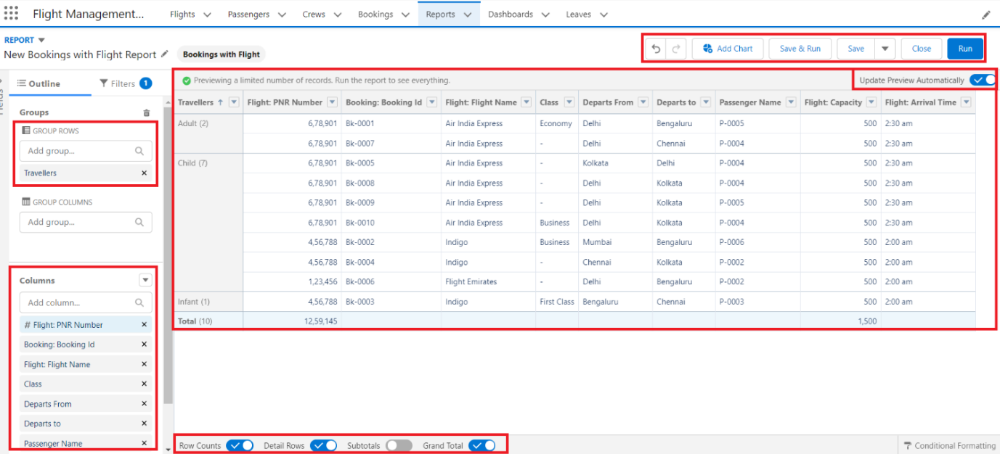 Flight Management... Flights Passengers Crews Bookings Reports Dashboards Leaves
REPORT
New Bookings with Flight Report Bookings with Flight
Add Chart Save & Run Save Close Run
Outline Filters 1
Groups
GROUP ROWS
Add group...
Travellers
GROUP COLUMNS
Add group...
Columns
Add column...
# Flight: PNR Number
Booking: Booking Id
Flight: Flight Name
Class
Departs From
Departs to
Passenger Name
Previewing a limited number of records. Run the report to see everything. Update Preview Automatically
Travellers ↑ Flight: PNR Number Booking: Booking Id Flight: Flight Name Class Departs From Departs to Passenger Name Flight: Capacity Flight: Arrival Time
Adult (2) 6,78,901 Bk-0001 Air India Express Economy Delhi Bengaluru P-0005 500 2:30 am
6,78,901 Bk-0007 Air India Express - Delhi Chennai P-0004 500 2:30 am
Child (7) 6,78,901 Bk-0005 Air India Express - Kolkata Delhi P-0004 500 2:30 am
6,78,901 Bk-0008 Air India Express - Delhi Kolkata P-0004 500 2:30 am
6,78,901 Bk-0009 Air India Express - Delhi Kolkata P-0005 500 2:30 am
6,78,901 Bk-0010 Air India Express Business Delhi Kolkata P-0004 500 2:30 am
4,56,788 Bk-0002 Indigo Business Mumbai Bengaluru P-0006 500 2:00 am
4,56,788 Bk-0004 Indigo - Chennai Kolkata P-0002 500 2:00 am
1,23,456 Bk-0006 Flight Emirates - Delhi Bengaluru P-0002 500 2:00 am
Infant (1) 4,56,788 Bk-0003 Indigo First Class Bengaluru Chennai P-0003 500 2:00 am
Total (10) 12,59,145 1,500
Row Counts Detail Rows Subtotals Grand Total Conditional Formatting